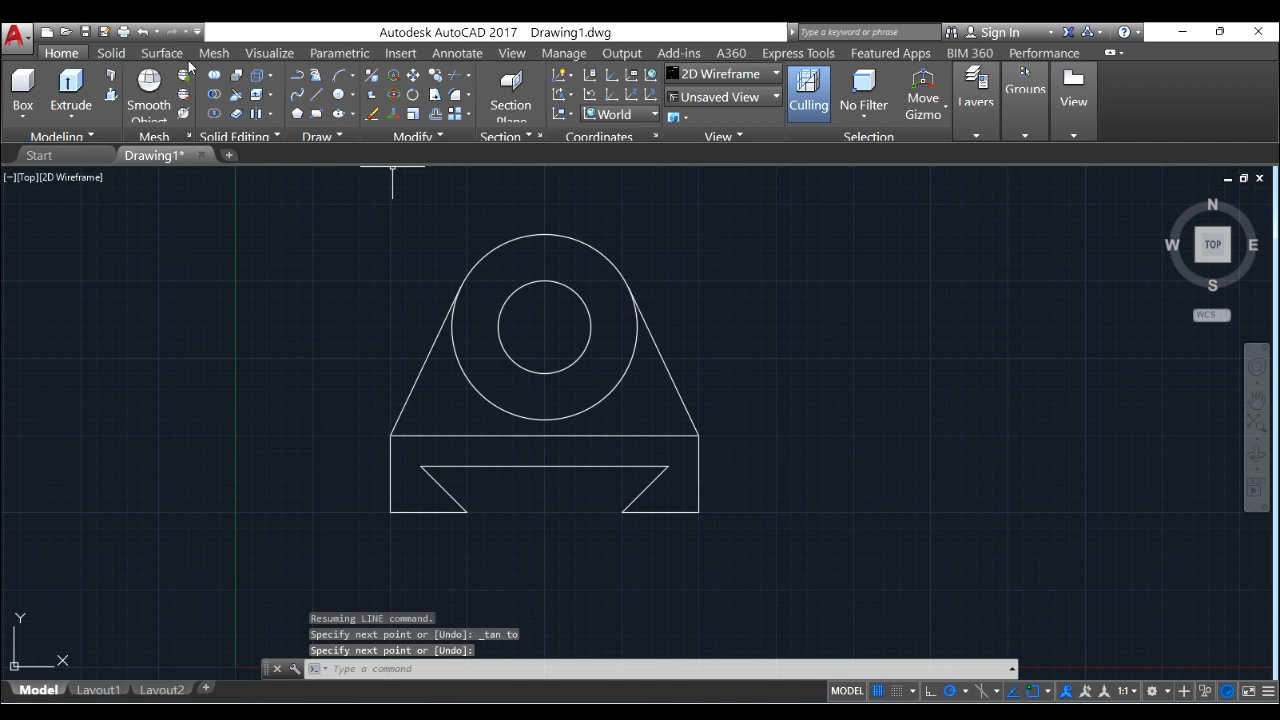 Autodesk AutoCAD 2017 Drawing1.dwg
Type a keyword or phrase
Sign In
Home Solid Surface Mesh Visualize Parametric Insert Annotate View Manage Output Add-ins A360 Express Tools Featured Apps BIM 360 Performance
2D Wireframe
Unsaved View
World
Box Extrude Smooth Object Section Plane Culling No Filter Move Gizmo Layers Groups View
Modeling Mesh Solid Editing Draw Modify Section Coordinates View Selection
Start Drawing1*
[−][Top][2D Wireframe]
N
W TOP E
S
WCS
Resuming LINE command.
Specify next point or [Undo]: _tan to
Specify next point or [Undo]:
Type a command
Y
X
Model Layout1 Layout2
MODEL 1:1